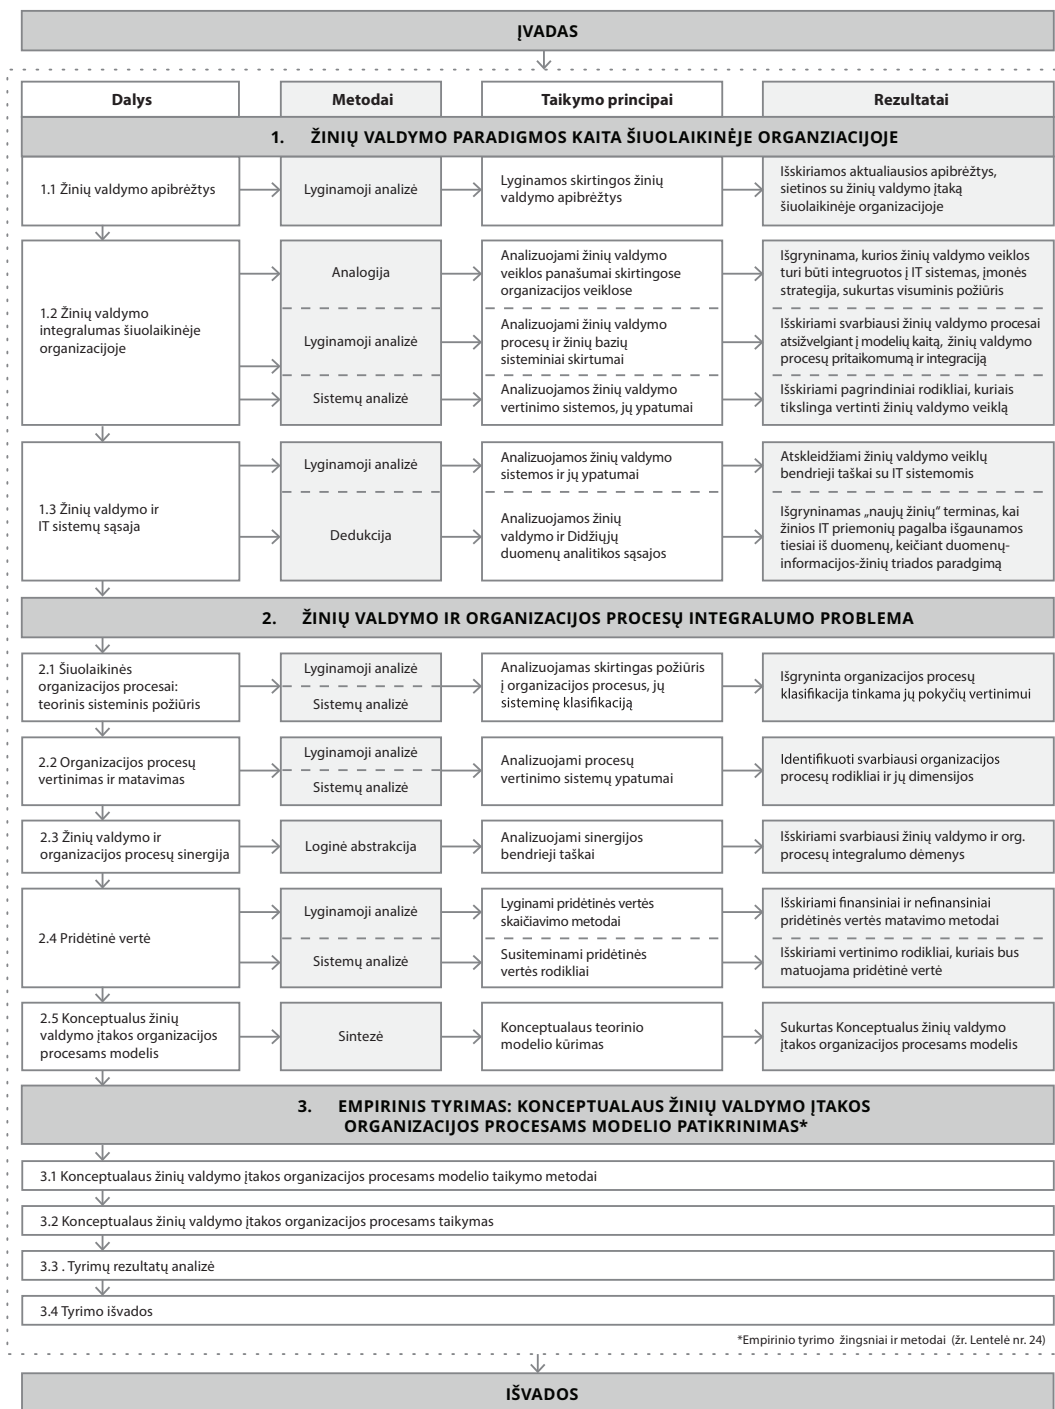 ĮVADAS
Dalys
Metodai
Taikymo principai
Rezultatai
1. ŽINIŲ VALDYMO PARADIGMOS KAITA ŠIUOLAIKINĖJE ORGANZIACIJOJE
1.1 Žinių valdymo apibrėžtys
Lyginamoji analizė
Lyginamos skirtingos žinių
valdymo apibrėžtys
Išskiriamos aktualiausios apibrėžtys,
sietinos su žinių valdymo įtaką
šiuolaikinėje organizacijoje
1.2 Žinių valdymo
integralumas šiuolaikinėje
organizacijoje
Analogija
Analizuojami žinių valdymo
veiklos panašumai skirtingose
organizacijos veiklose
Išgryninama, kurios žinių valdymo veiklos
turi būti integruotos į IT sistemas, įmonės
strategija, sukurtas visuminis požiūris
Lyginamoji analizė
Analizuojami žinių valdymo
procesų ir žinių bazių
sisteminiai skirtumai
Išskiriami svarbiausi žinių valdymo procesai
atsižvelgiant į modelių kaitą, žinių valdymo
procesų pritaikomumą ir integraciją
Sistemų analizė
Analizuojamos žinių valdymo
vertinimo sistemos, jų ypatumai
Išskiriami pagrindiniai rodikliai, kuriais
tikslinga vertinti žinių valdymo veiklą
1.3 Žinių valdymo ir
IT sistemų sąsaja
Lyginamoji analizė
Analizuojamos žinių valdymo
sistemos ir jų ypatumai
Atskleidžiami žinių valdymo veiklų
bendrieji taškai su IT sistemomis
Dedukcija
Analizuojamos žinių
valdymo ir Didžiųjų
duomenų analitikos sąsajos
Išgryninamas „naujų žinių“ terminas, kai
žinios IT priemonių pagalba išgaunamos
tiesiai iš duomenų, keičiant duomenų-
informacijos-žinių triados paradgimą
2. ŽINIŲ VALDYMO IR ORGANIZACIJOS PROCESŲ INTEGRALUMO PROBLEMA
2.1 Šiuolaikinės
organizacijos procesai:
teorinis sisteminis požiūris
Lyginamoji analizė
Sistemų analizė
Analizuojamas skirtingas požiūris
į organizacijos procesus, jų
sisteminę klasifikaciją
Išgryninta organizacijos procesų
klasifikacija tinkama jų pokyčių vertinimui
2.2 Organizacijos procesų
vertinimas ir matavimas
Lyginamoji analizė
Sistemų analizė
Analizuojami procesų
vertinimo sistemų ypatumai
Identifikuoti svarbiausi organizacijos
procesų rodikliai ir jų dimensijos
2.3 Žinių valdymo ir
organizacijos procesų sinergija
Loginė abstrakcija
Analizuojami sinergijos
bendrieji taškai
Išskiriami svarbiausi žinių valdymo ir org.
procesų integralumo dėmenys
2.4 Pridėtinė vertė
Lyginamoji analizė
Lyginami pridėtinės vertės
skaičiavimo metodai
Išskiriami finansiniai ir nefinansiniai
pridėtinės vertės matavimo metodai
Sistemų analizė
Susiteminami pridėtinės
vertės rodikliai
Išskiriami vertinimo rodikliai, kuriais bus
matuojama pridėtinė vertė
2.5 Konceptualus žinių
valdymo įtakos organizacijos
procesams modelis
Sintezė
Konceptualaus teorinio
modelio kūrimas
Sukurtas Konceptualus žinių valdymo
įtakos organizacijos procesams modelis
3. EMPIRINIS TYRIMAS: KONCEPTUALAUS ŽINIŲ VALDYMO ĮTAKOS
ORGANIZACIJOS PROCESAMS MODELIO PATIKRINIMAS*
3.1 Konceptualaus žinių valdymo įtakos organizacijos procesams modelio taikymo metodai
3.2 Konceptualaus žinių valdymo įtakos organizacijos procesams taikymas
3.3 . Tyrimų rezultatų analizė
3.4 Tyrimo išvados
*Empirinio tyrimo žingsniai ir metodai (žr. Lentelė nr. 24)
IŠVADOS